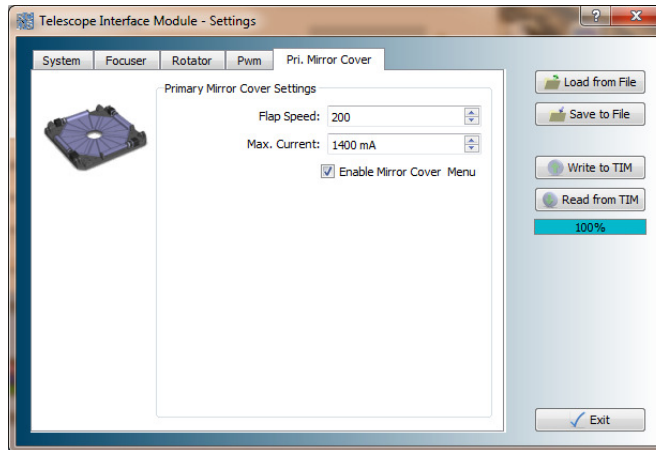 Telescope Interface Module - Settings
System Focuser Rotator Pwm Pri. Mirror Cover
Primary Mirror Cover Settings
Flap Speed: 200
Max. Current: 1400 mA
Enable Mirror Cover Menu
Load from File
Save to File
Write to TIM
Read from TIM
100%
Exit